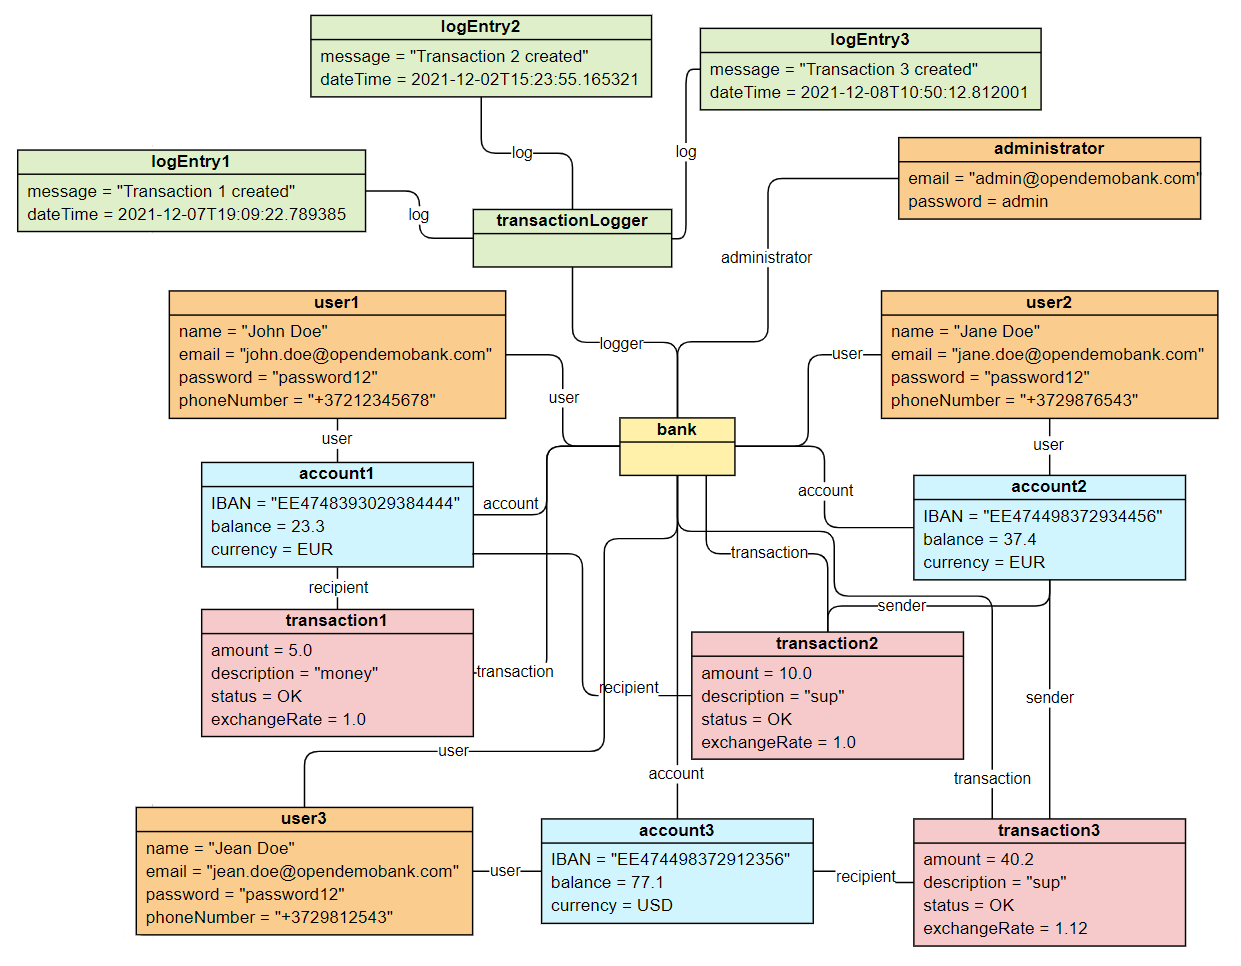 logEntry2
message = "Transaction 2 created"
dateTime = 2021-12-02T15:23:55.165321
logEntry3
message = "Transaction 3 created"
dateTime = 2021-12-08T10:50:12.812001
logEntry1
message = "Transaction 1 created"
dateTime = 2021-12-07T19:09:22.789385
log
log
log
transactionLogger
administrator
email = "admin@opendemobank.com"
password = admin
administrator
logger
user1
name = "John Doe"
email = "john.doe@opendemobank.com"
password = "password12"
phoneNumber = "+37212345678"
user
user2
name = "Jane Doe"
email = "jane.doe@opendemobank.com"
password = "password12"
phoneNumber = "+3729876543"
user
bank
user
user
account1
IBAN = "EE4748393029384444"
balance = 23.3
currency = EUR
account
account
account2
IBAN = "EE474498372934456"
balance = 37.4
currency = EUR
transaction
recipient
sender
transaction1
amount = 5.0
description = "money"
status = OK
exchangeRate = 1.0
transaction
recipient
transaction2
amount = 10.0
description = "sup"
status = OK
exchangeRate = 1.0
sender
user
account
transaction
user3
name = "Jean Doe"
email = "jean.doe@opendemobank.com"
password = "password12"
phoneNumber = "+3729812543"
user
account3
IBAN = "EE474498372912356"
balance = 77.1
currency = USD
recipient
transaction3
amount = 40.2
description = "sup"
status = OK
exchangeRate = 1.12